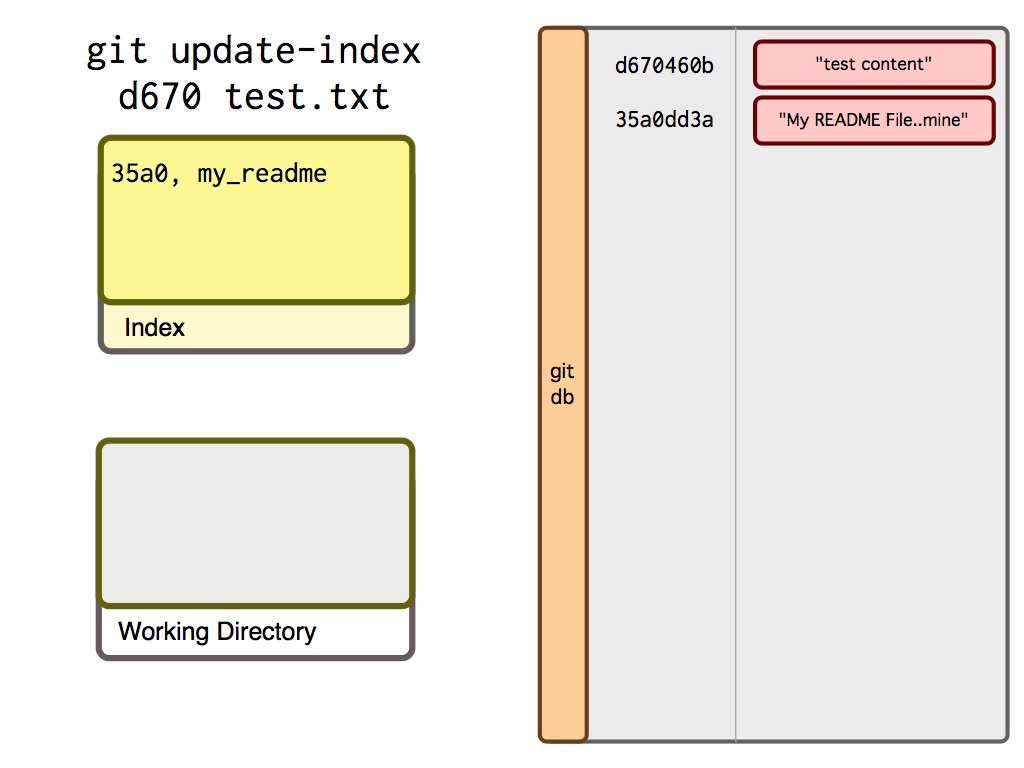 git update-index
d670 test.txt
35a0, my_readme
Index
Working Directory
git
db
d670460b
"test content"
35a0dd3a
"My README File..mine"